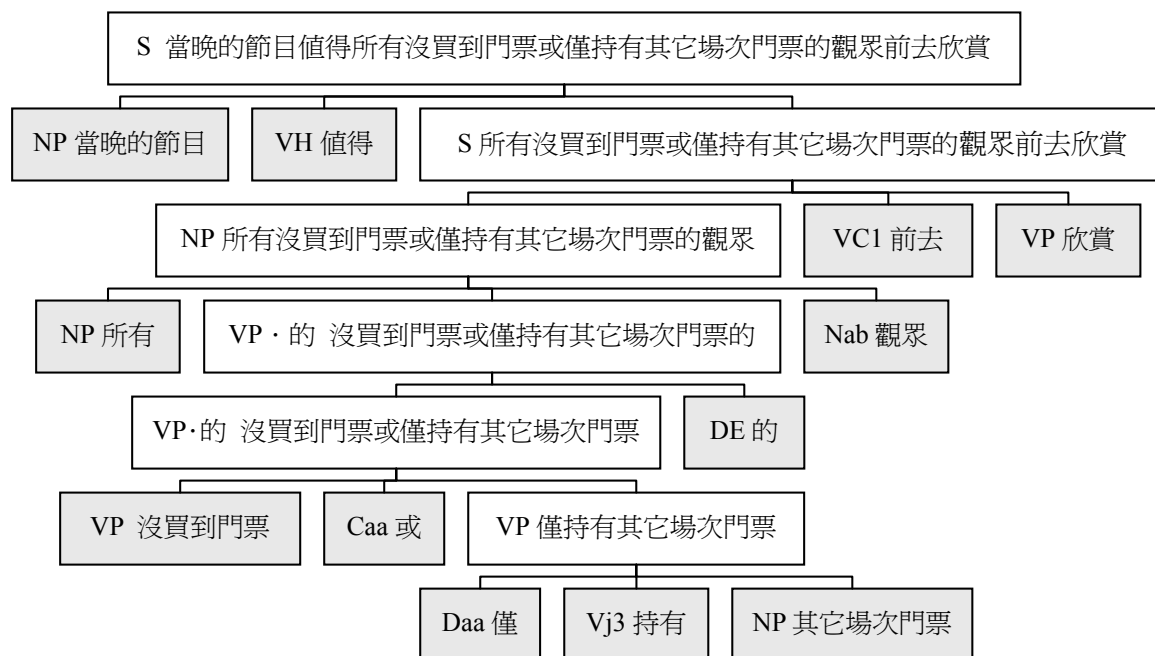 S 當晚的節目值得所有沒買到門票或僅持有其它場次門票的觀眾前去欣賞
NP 當晚的節目
VH 值得
S 所有沒買到門票或僅持有其它場次門票的觀眾前去欣賞
NP 所有沒買到門票或僅持有其它場次門票的觀眾
VC1 前去
VP 欣賞
NP 所有
VP · 的 沒買到門票或僅持有其它場次門票的
Nab 觀眾
VP·的 沒買到門票或僅持有其它場次門票
DE 的
VP 沒買到門票
Caa 或
VP 僅持有其它場次門票
Daa 僅
Vj3 持有
NP 其它場次門票